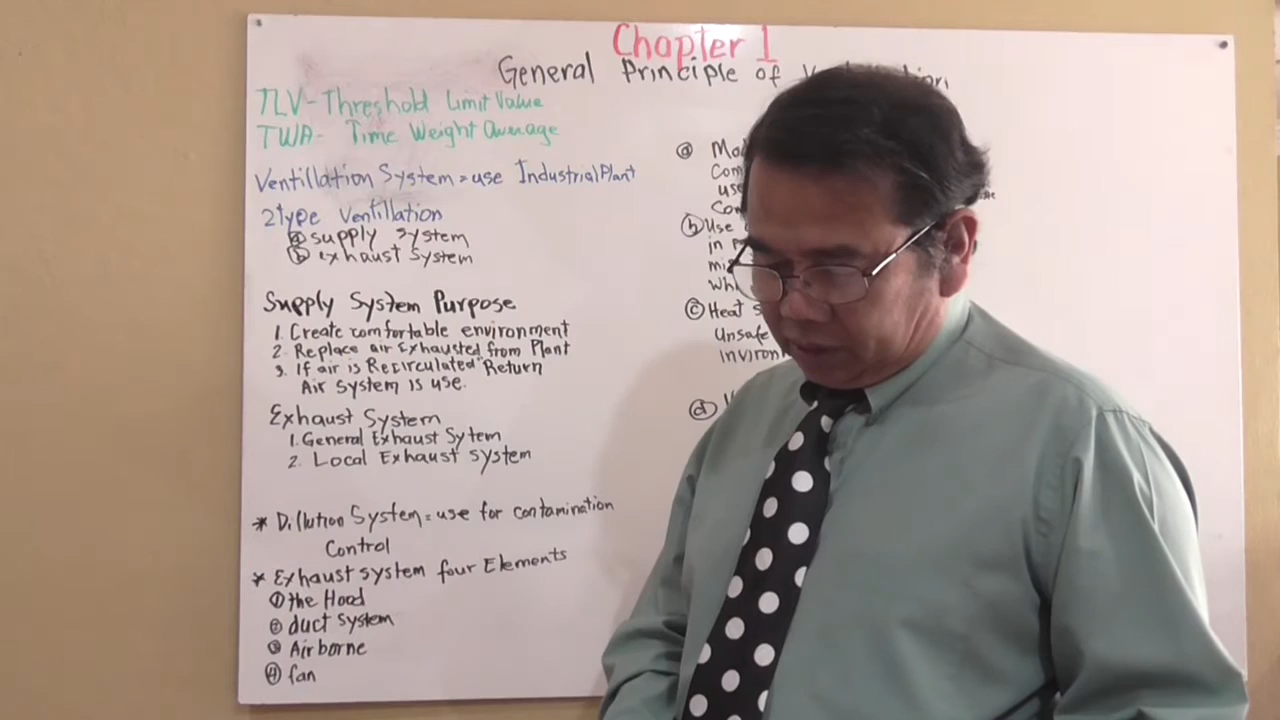 Chapter 1
General Principle of
TLV - Threshold Limit Value
TWA - Time Weight Average
Ventillation System = use Industrial Plant
2 type Ventillation
ⓐ supply system
ⓑ exhaust System
Supply System Purpose
1. Create comfortable environment
2. Replace air Exhausted from Plant
3. If air is Recirculated "Return
Air system is use.
Exhaust System
1. General Exhaust Sytem
2. Local Exhaust system
* Dillution System = use for contamination
Control
* Exhaust system four Elements
① the Hood
② duct system
③ Airborne
④ fan
ⓐ
ⓑ Use
in
ⓒ Heat
Unsafe
ⓓ